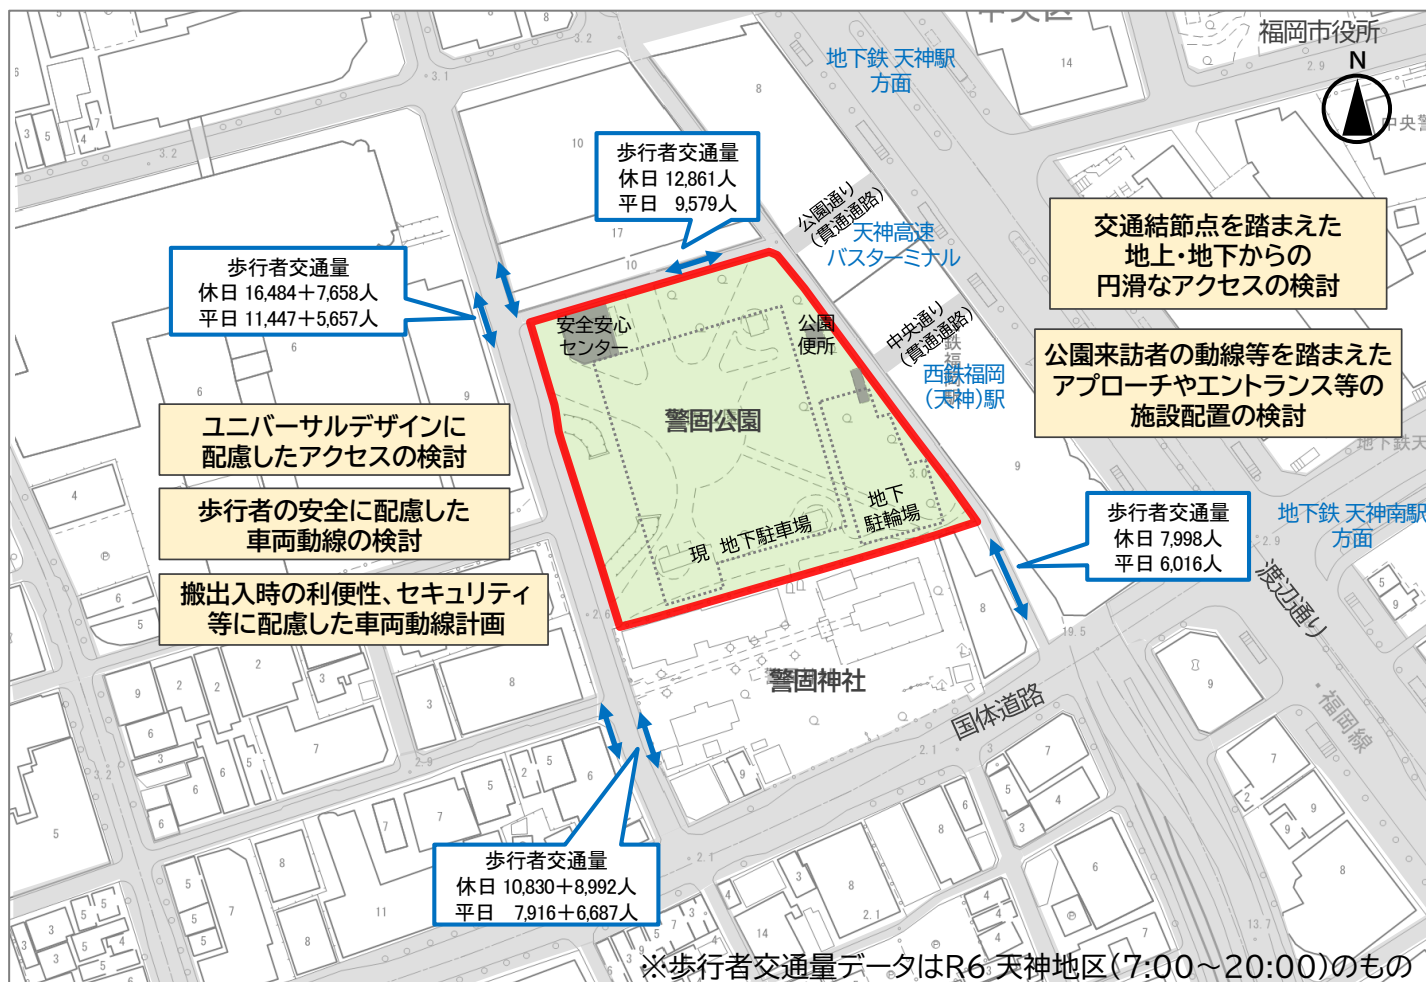 中央区
福岡市役所
N
地下鉄 天神駅
方面
中央警
歩行者交通量
休日 12,861人
平日 9,579人
公園通り
(貫通通路)
天神高速
バスターミナル
交通結節点を踏まえた
地上・地下からの
円滑なアクセスの検討
歩行者交通量
休日 16,484＋7,658人
平日 11,447＋5,657人
安全安心
センター
公園
便所
中央通り
(貫通通路)
西鉄福岡
(天神)駅
公園来訪者の動線等を踏まえた
アプローチやエントランス等の
施設配置の検討
警固公園
ユニバーサルデザインに
配慮したアクセスの検討
地下鉄天
歩行者の安全に配慮した
車両動線の検討
地下
駐輪場
現 地下駐車場
歩行者交通量
休日 7,998人
平日 6,016人
地下鉄 天神南駅
方面
搬出入時の利便性、セキュリティ
等に配慮した車両動線計画
渡辺通り
警固神社
国体道路
福岡線
歩行者交通量
休日 10,830＋8,992人
平日 7,916＋6,687人
※歩行者交通量データはR6 天神地区(7:00～20:00)のもの